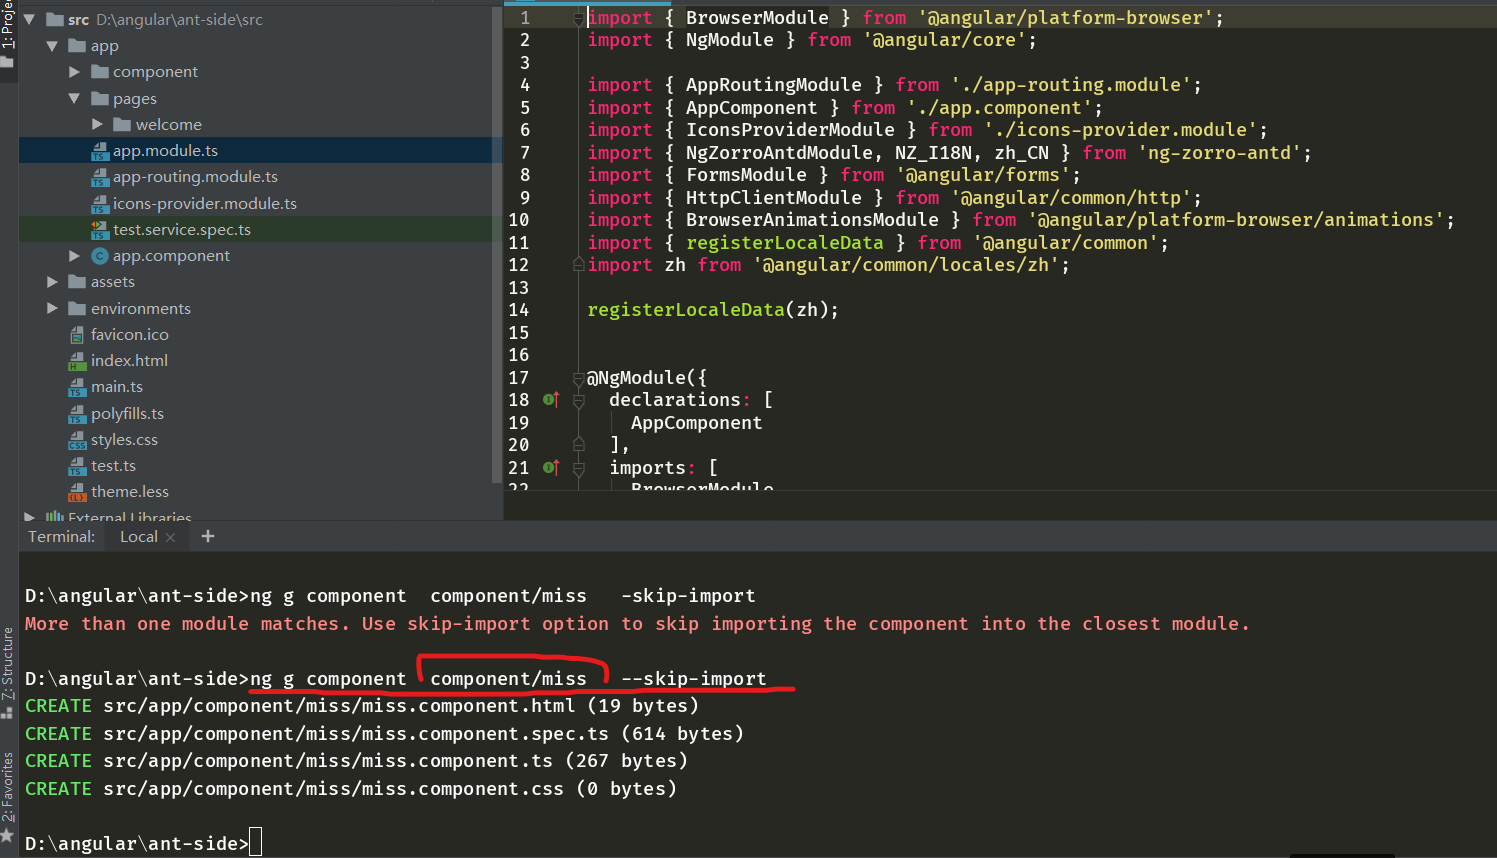 1: Proje
src D:\angular\ant-side\src
app
component
pages
welcome
app.module.ts
app-routing.module.ts
icons-provider.module.ts
test.service.spec.ts
app.component
assets
environments
favicon.ico
index.html
main.ts
polyfills.ts
styles.css
test.ts
theme.less
External Libraries
1 import { BrowserModule } from '@angular/platform-browser';
2 import { NgModule } from '@angular/core';
3
4 import { AppRoutingModule } from './app-routing.module';
5 import { AppComponent } from './app.component';
6 import { IconsProviderModule } from './icons-provider.module';
7 import { NgZorroAntdModule, NZ_I18N, zh_CN } from 'ng-zorro-antd';
8 import { FormsModule } from '@angular/forms';
9 import { HttpClientModule } from '@angular/common/http';
10 import { BrowserAnimationsModule } from '@angular/platform-browser/animations';
11 import { registerLocaleData } from '@angular/common';
12 import zh from '@angular/common/locales/zh';
13
14 registerLocaleData(zh);
15
16
17 @NgModule({
18 declarations: [
19 AppComponent
20 ],
21 imports: [
22 BrowserModule
Terminal: Local × +
D:\angular\ant-side>ng g component  component/miss   -skip-import
More than one module matches. Use skip-import option to skip importing the component into the closest module.
D:\angular\ant-side>ng g component  component/miss   --skip-import
CREATE src/app/component/miss/miss.component.html (19 bytes)
CREATE src/app/component/miss/miss.component.spec.ts (614 bytes)
CREATE src/app/component/miss/miss.component.ts (267 bytes)
CREATE src/app/component/miss/miss.component.css (0 bytes)
D:\angular\ant-side>
7: Structure
2: Favorites